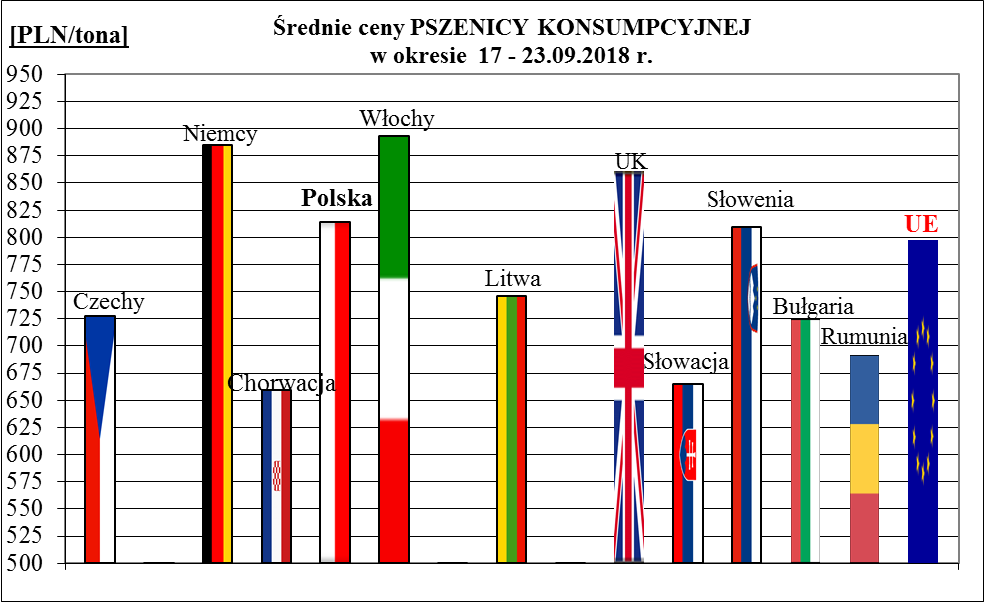 [PLN/tona]
Średnie ceny PSZENICY KONSUMPCYJNEJ
w okresie 17 - 23.09.2018 r.
950
925
900
875
850
825
800
775
750
725
700
675
650
625
600
575
550
525
500
Czechy
Niemcy
Chorwacja
Polska
Włochy
Litwa
UK
Słowacja
Słowenia
Bułgaria
Rumunia
UE